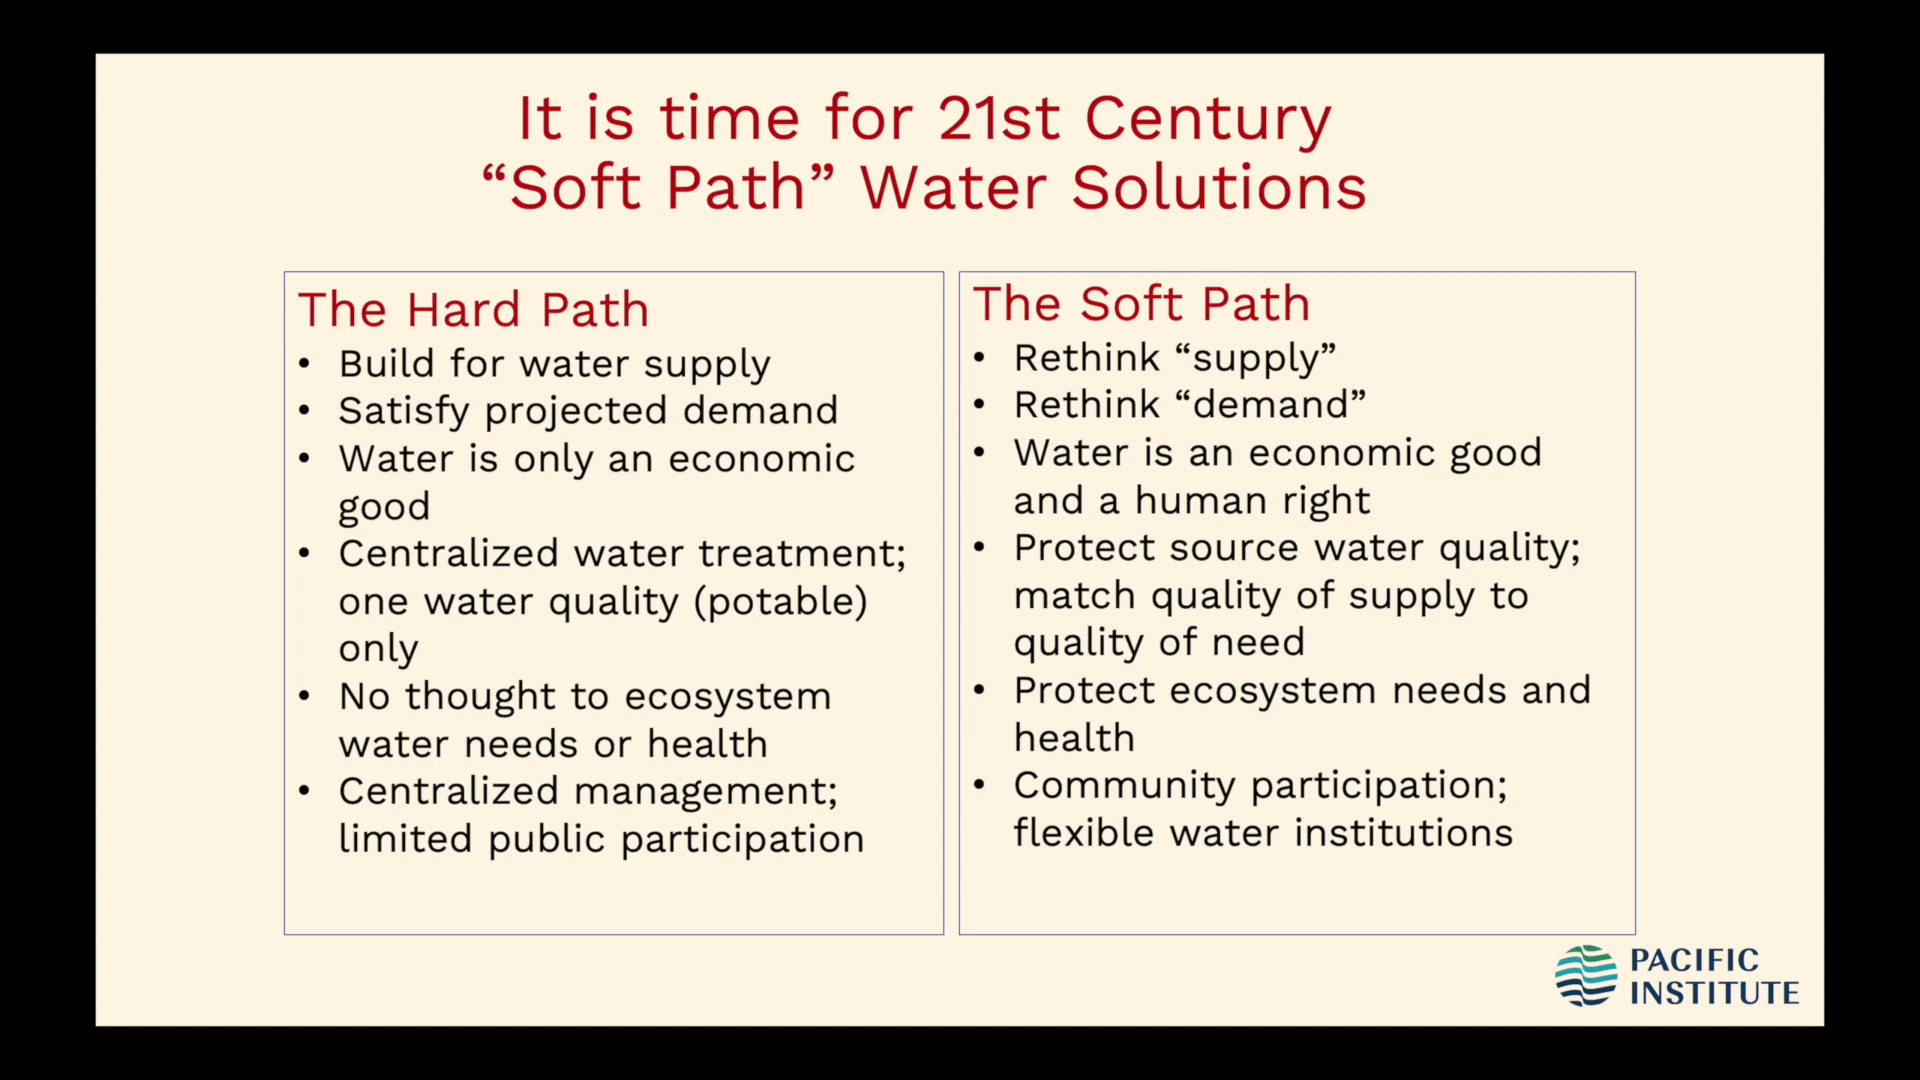 It is time for 21st Century
“Soft Path” Water Solutions
The Hard Path
• Build for water supply
• Satisfy projected demand
• Water is only an economic
good
• Centralized water treatment;
one water quality (potable)
only
• No thought to ecosystem
water needs or health
• Centralized management;
limited public participation
The Soft Path
• Rethink “supply”
• Rethink “demand”
• Water is an economic good
and a human right
• Protect source water quality;
match quality of supply to
quality of need
• Protect ecosystem needs and
health
• Community participation;
flexible water institutions
PACIFIC
INSTITUTE